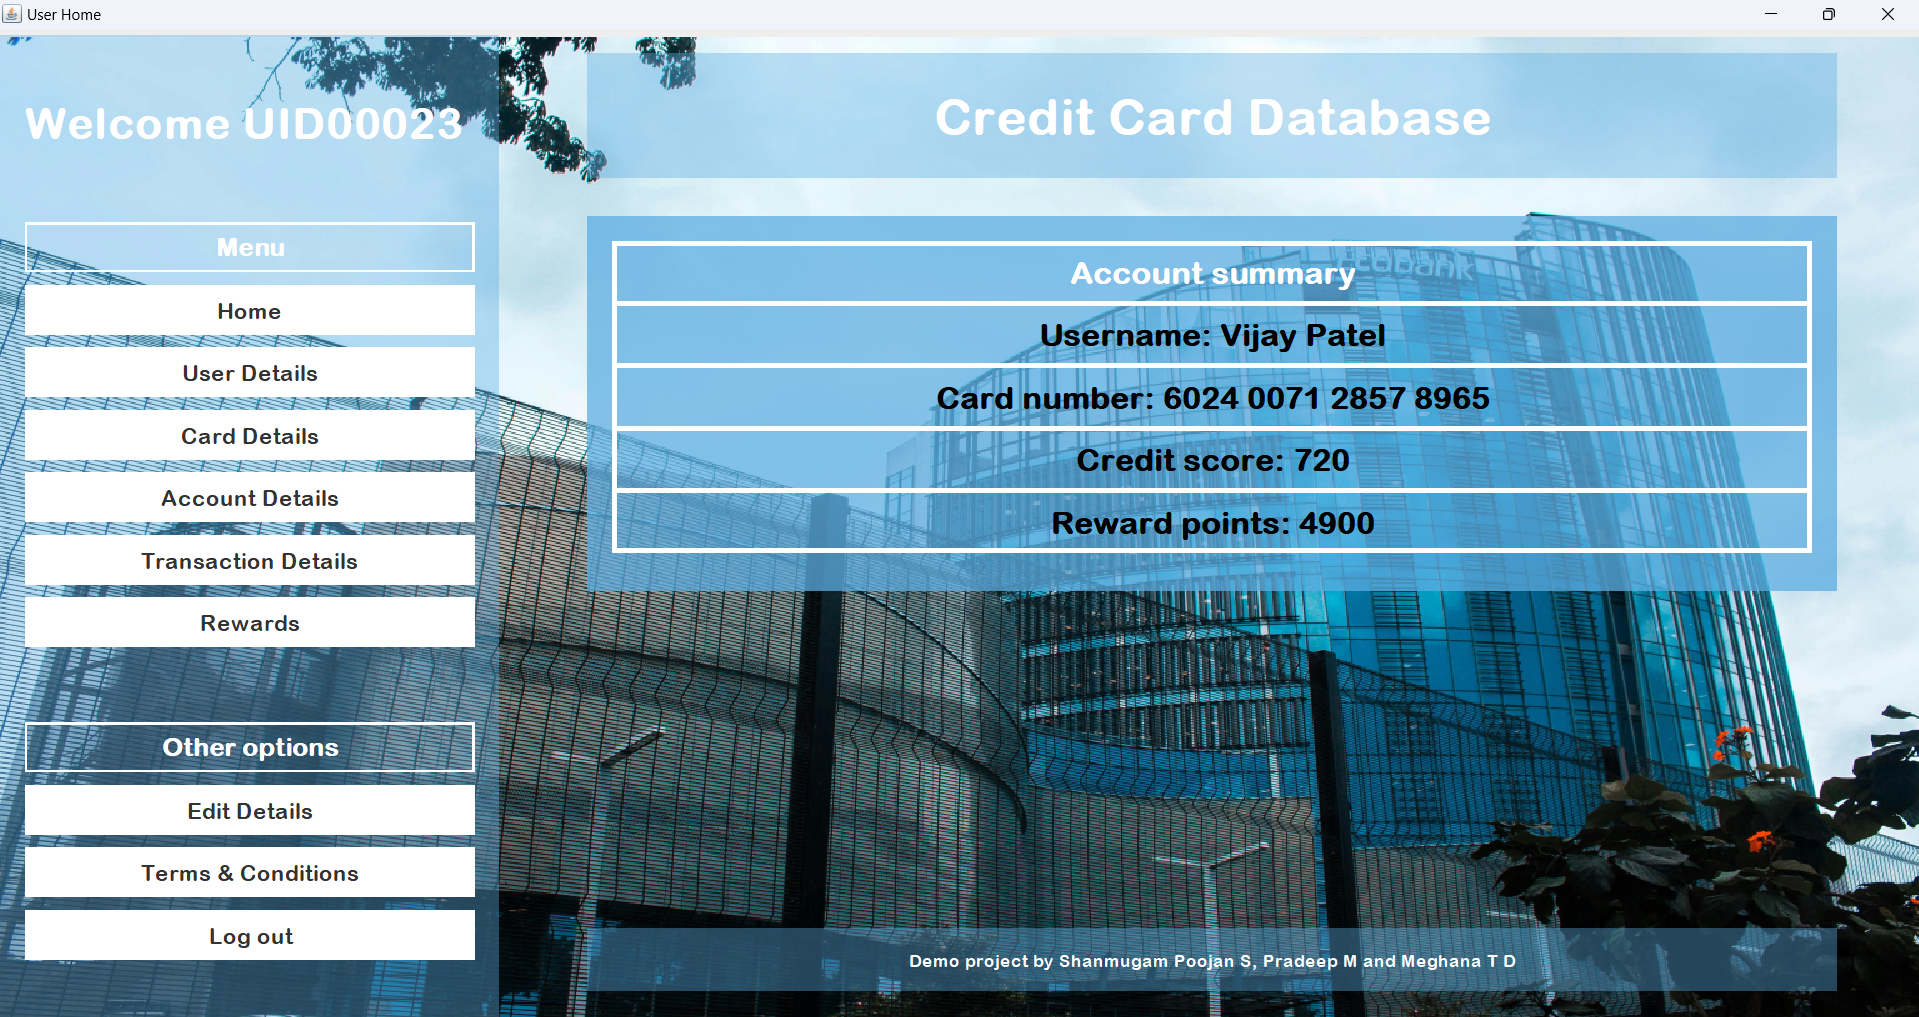 User Home
Welcome UID00023
Menu
Home
User Details
Card Details
Account Details
Transaction Details
Rewards
Other options
Edit Details
Terms & Conditions
Log out
Credit Card Database
Ecobank
Account summary
Username: Vijay Patel
Card number: 6024 0071 2857 8965
Credit score: 720
Reward points: 4900
Demo project by Shanmugam Poojan S, Pradeep M and Meghana T D